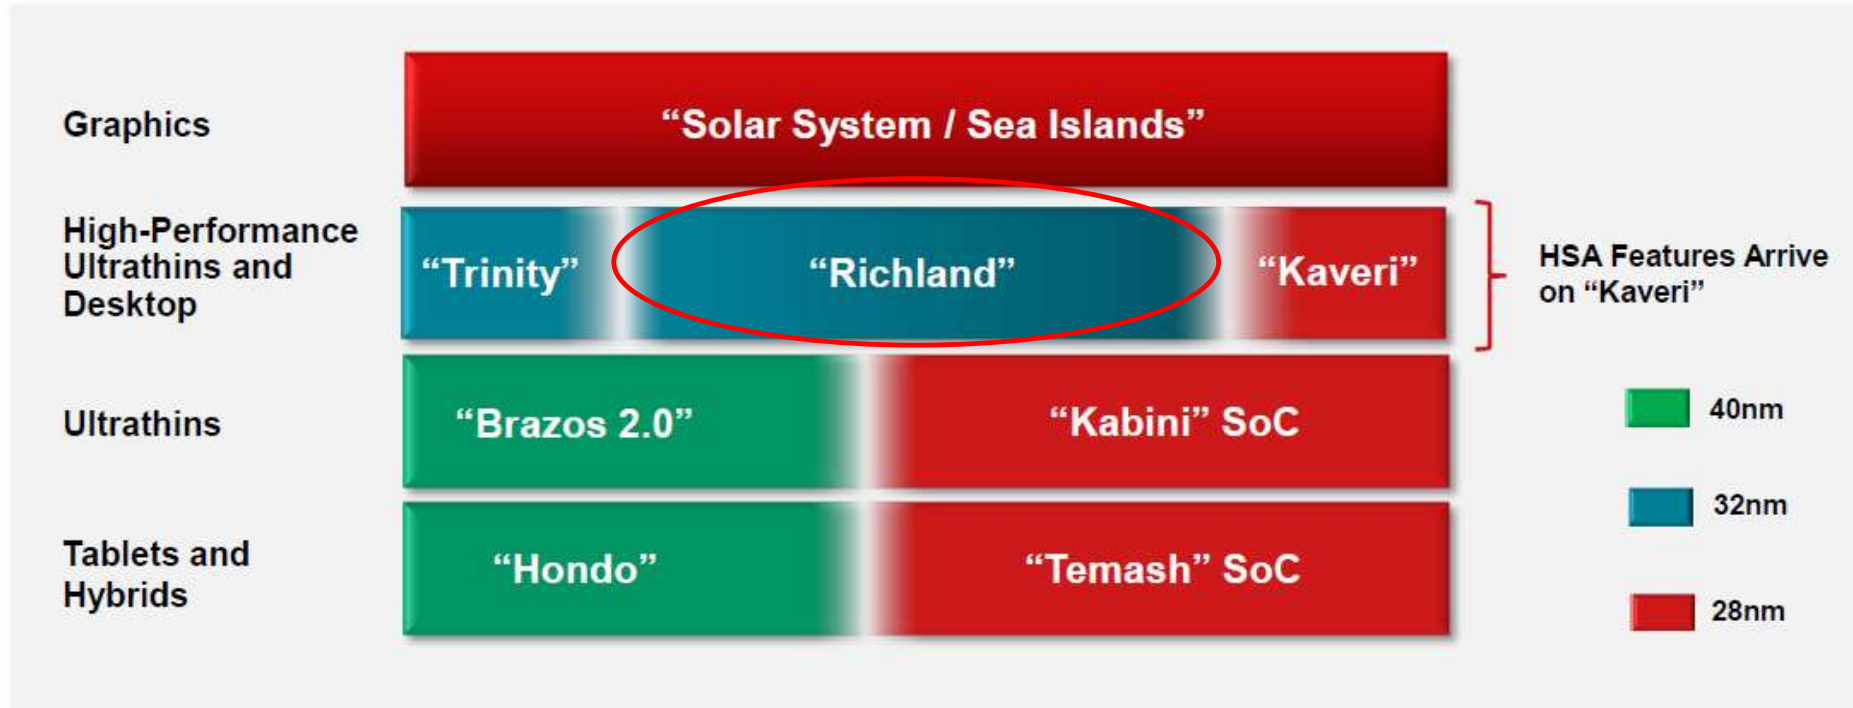 Graphics
“Solar System / Sea Islands”
High-Performance
Ultrathins and
Desktop
“Trinity”
“Richland”
“Kaveri”
HSA Features Arrive
on “Kaveri”
Ultrathins
“Brazos 2.0”
“Kabini” SoC
Tablets and
Hybrids
“Hondo”
“Temash” SoC
40nm
32nm
28nm